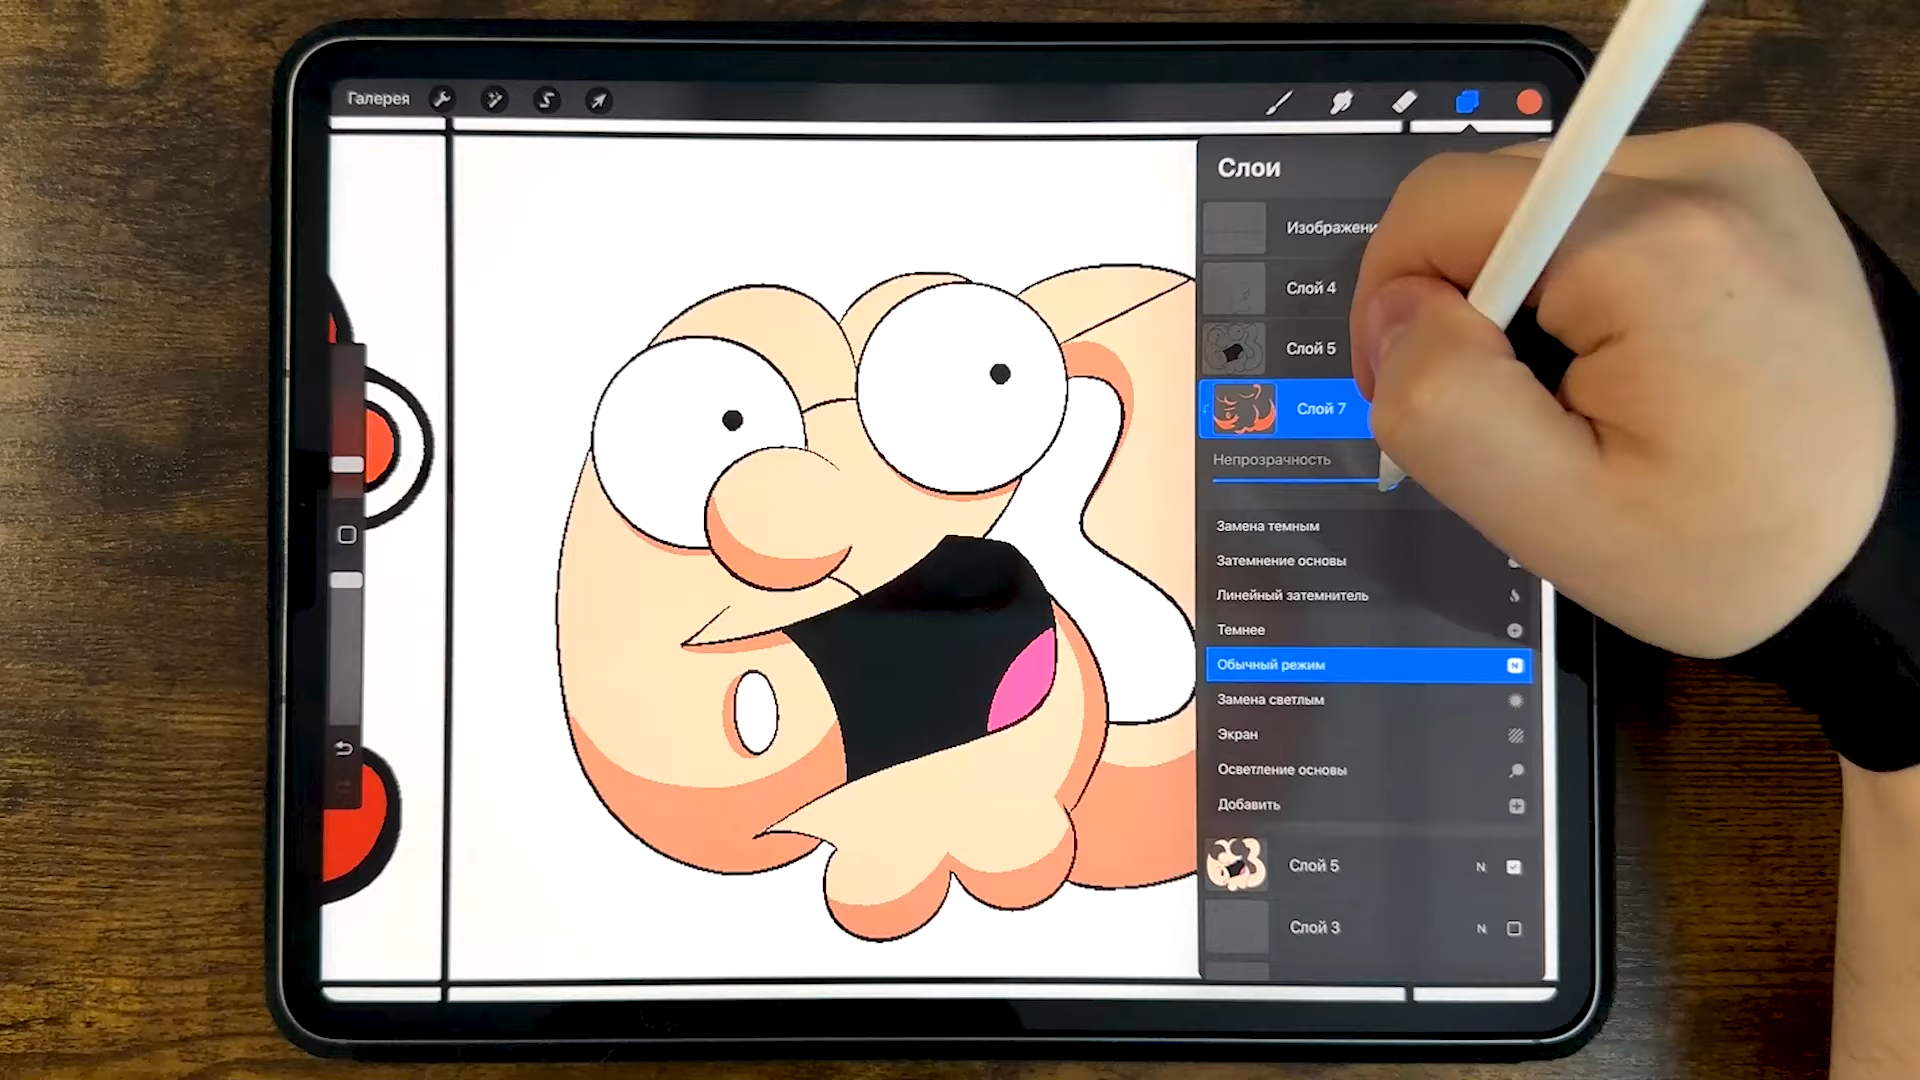 Галерея
Слои
Изображени
Слой 4
Слой 5
Слой 7
Непрозрачность
Замена темным
Затемнение основы
Линейный затемнитель
Темнее
Обычный режим N
Замена светлым
Экран
Осветление основы
Добавить
Слой 5 N
Слой 3 N